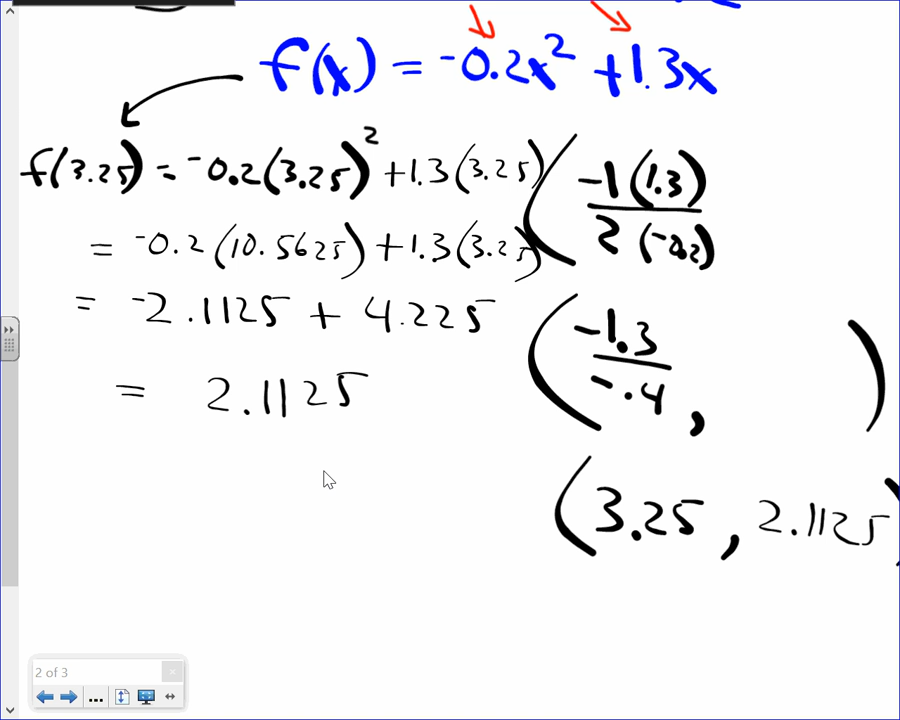 f(x) = -0.2x² + 1.3x
f(3.25) = -0.2(3.25)² + 1.3(3.25)
= -0.2(10.5625) + 1.3(3.25)
= -2.1125 + 4.225
= 2.1125
( -1(1.3)
2(-0.2)
( -1.3
-.4 , )
(3.25, 2.1125)
2 of 3